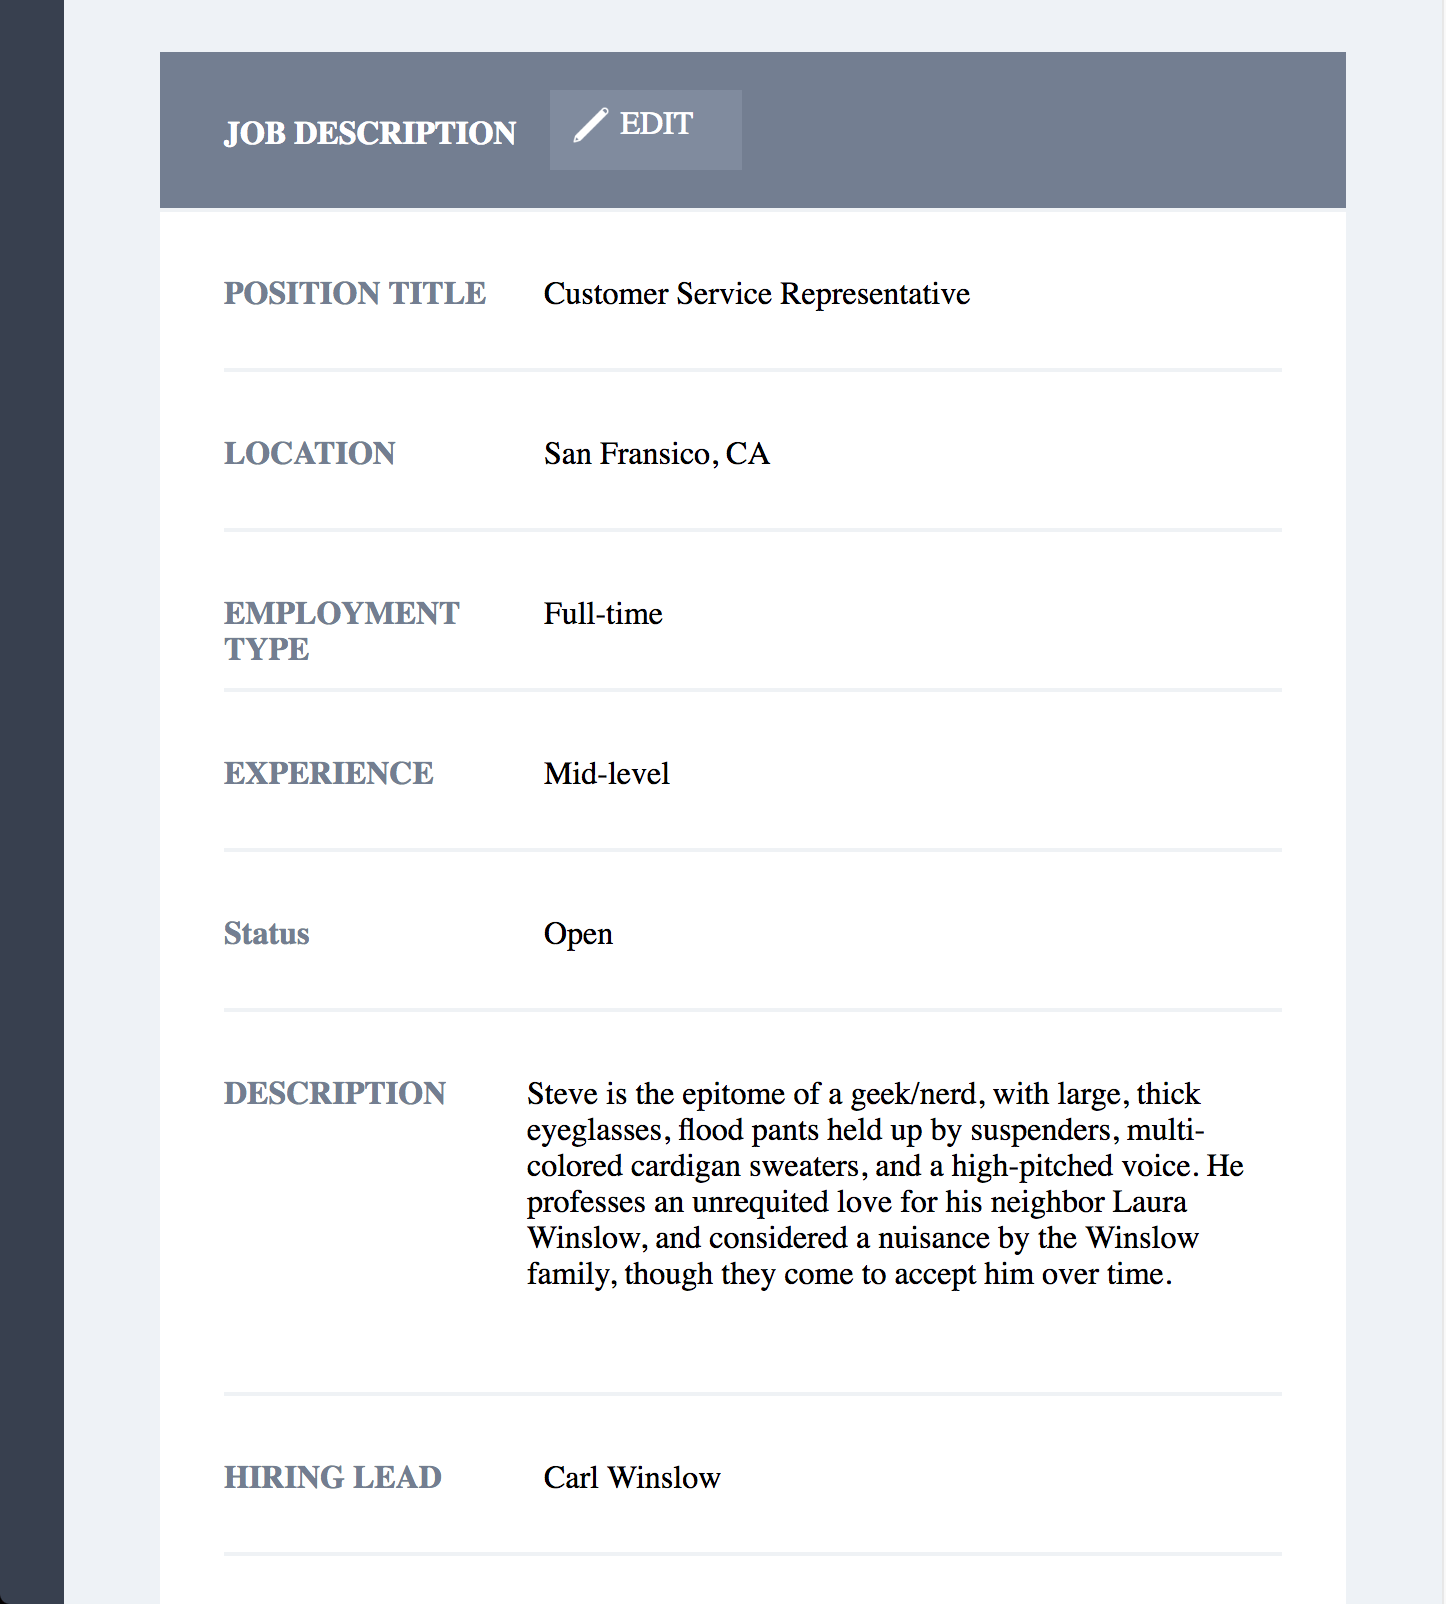 JOB DESCRIPTION EDIT
POSITION TITLE Customer Service Representative
LOCATION San Fransico, CA
EMPLOYMENT Full-time
TYPE
EXPERIENCE Mid-level
Status Open
DESCRIPTION Steve is the epitome of a geek/nerd, with large, thick
eyeglasses, flood pants held up by suspenders, multi-
colored cardigan sweaters, and a high-pitched voice. He
professes an unrequited love for his neighbor Laura
Winslow, and considered a nuisance by the Winslow
family, though they come to accept him over time.
HIRING LEAD Carl Winslow